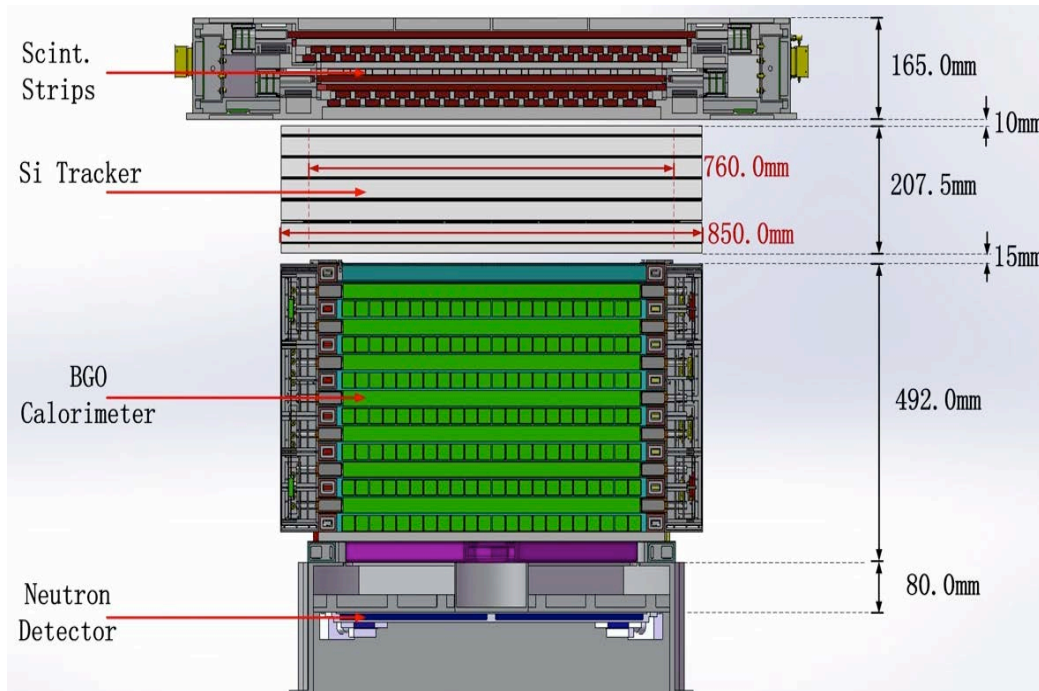 Scint.
Strips
165.0mm
10mm
Si Tracker
760.0mm
207.5mm
850.0mm
15mm
BGO
Calorimeter
492.0mm
Neutron
Detector
80.0mm